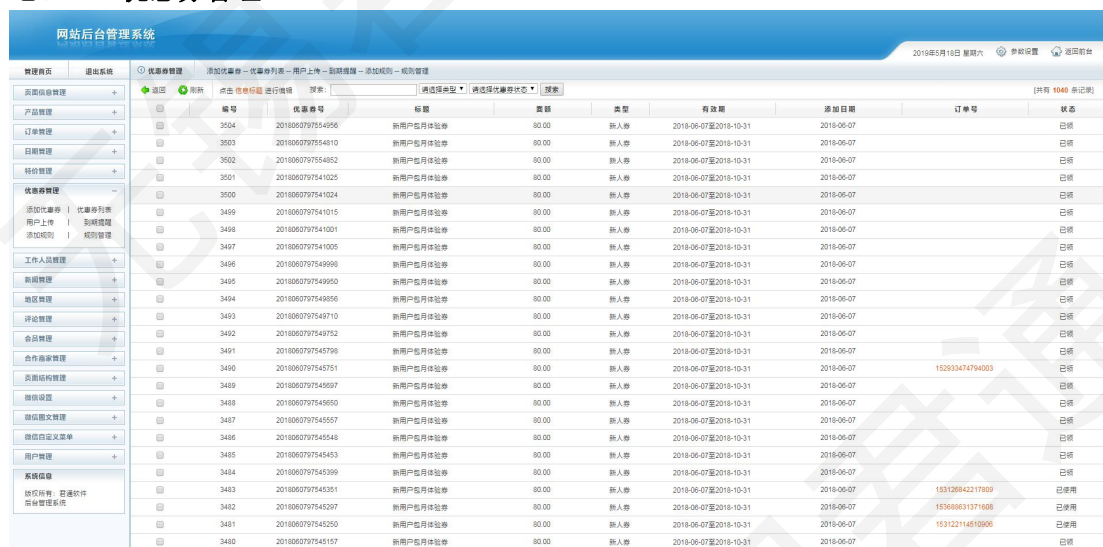 网站后台管理系统
2019年5月18日 星期六 参数设置 返回前台
管理首页 退出系统
优惠券管理 添加优惠券 -- 优惠券列表 -- 用户上传 -- 到期提醒 -- 添加规则 -- 规则管理
返回 刷新 点击 信息标题 进行编辑 搜索: 请选择类型 请选择优惠券状态 搜索 [共有 1040 条记录]
页面信息管理 +
产品管理 +
订单管理 +
日期管理 +
特价管理 +
优惠券管理 −
添加优惠券 | 优惠券列表
用户上传 | 到期提醒
添加规则 | 规则管理
工作人员管理 +
新闻管理 +
地区管理 +
评论管理 +
会员管理 +
合作商家管理 +
页面结构管理 +
微信设置 +
微信图文管理 +
微信自定义菜单 +
用户管理 +
系统信息
版权所有：君通软件
后台管理系统
编号 优惠券号 标题 面额 类型 有效期 添加日期 订单号 状态
3504 2018060797554956 新用户包月体验券 80.00 新人券 2018-06-07至2018-10-31 2018-06-07 已领
3503 2018060797554810 新用户包月体验券 80.00 新人券 2018-06-07至2018-10-31 2018-06-07 已领
3502 2018060797554852 新用户包月体验券 80.00 新人券 2018-06-07至2018-10-31 2018-06-07 已领
3501 2018060797541025 新用户包月体验券 80.00 新人券 2018-06-07至2018-10-31 2018-06-07 已领
3500 2018060797541024 新用户包月体验券 80.00 新人券 2018-06-07至2018-10-31 2018-06-07 已领
3499 2018060797541015 新用户包月体验券 80.00 新人券 2018-06-07至2018-10-31 2018-06-07 已领
3498 2018060797541001 新用户包月体验券 80.00 新人券 2018-06-07至2018-10-31 2018-06-07 已领
3497 2018060797541005 新用户包月体验券 80.00 新人券 2018-06-07至2018-10-31 2018-06-07 已领
3496 2018060797549998 新用户包月体验券 80.00 新人券 2018-06-07至2018-10-31 2018-06-07 已领
3495 2018060797549950 新用户包月体验券 80.00 新人券 2018-06-07至2018-10-31 2018-06-07 已领
3494 2018060797549856 新用户包月体验券 80.00 新人券 2018-06-07至2018-10-31 2018-06-07 已领
3493 2018060797549710 新用户包月体验券 80.00 新人券 2018-06-07至2018-10-31 2018-06-07 已领
3492 2018060797549752 新用户包月体验券 80.00 新人券 2018-06-07至2018-10-31 2018-06-07 已领
3491 2018060797545798 新用户包月体验券 80.00 新人券 2018-06-07至2018-10-31 2018-06-07 已领
3490 2018060797545751 新用户包月体验券 80.00 新人券 2018-06-07至2018-10-31 2018-06-07 152933474794003 已领
3489 2018060797545697 新用户包月体验券 80.00 新人券 2018-06-07至2018-10-31 2018-06-07 已领
3488 2018060797545650 新用户包月体验券 80.00 新人券 2018-06-07至2018-10-31 2018-06-07 已领
3487 2018060797545557 新用户包月体验券 80.00 新人券 2018-06-07至2018-10-31 2018-06-07 已领
3486 2018060797545548 新用户包月体验券 80.00 新人券 2018-06-07至2018-10-31 2018-06-07 已领
3485 2018060797545453 新用户包月体验券 80.00 新人券 2018-06-07至2018-10-31 2018-06-07 已领
3484 2018060797545399 新用户包月体验券 80.00 新人券 2018-06-07至2018-10-31 2018-06-07 已领
3483 2018060797545351 新用户包月体验券 80.00 新人券 2018-06-07至2018-10-31 2018-06-07 153126842217809 已使用
3482 2018060797545297 新用户包月体验券 80.00 新人券 2018-06-07至2018-10-31 2018-06-07 153688631371608 已使用
3481 2018060797545250 新用户包月体验券 80.00 新人券 2018-06-07至2018-10-31 2018-06-07 153122114510906 已使用
3480 2018060797545157 新用户包月体验券 80.00 新人券 2018-06-07至2018-10-31 2018-06-07 已领